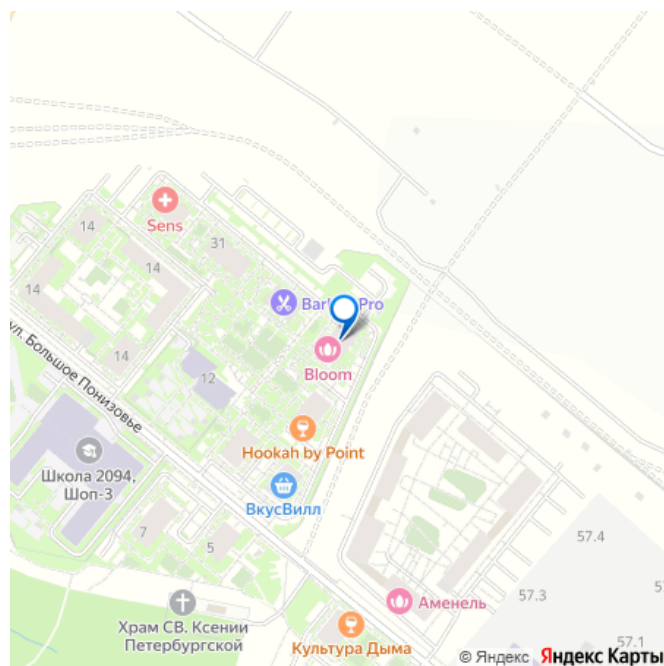 Sens
14
31
14
14
Bar
Pro
Bloom
14
12
ул. Большое Понизовье
Hookah by Point
Школа 2094,
Шоп-3
ВкусВилл
7
5
57.4
57.3
Аменель
57.1
Храм СВ. Ксении
Петербургской
Культура Дыма
© Яндекс Яндекс Карты